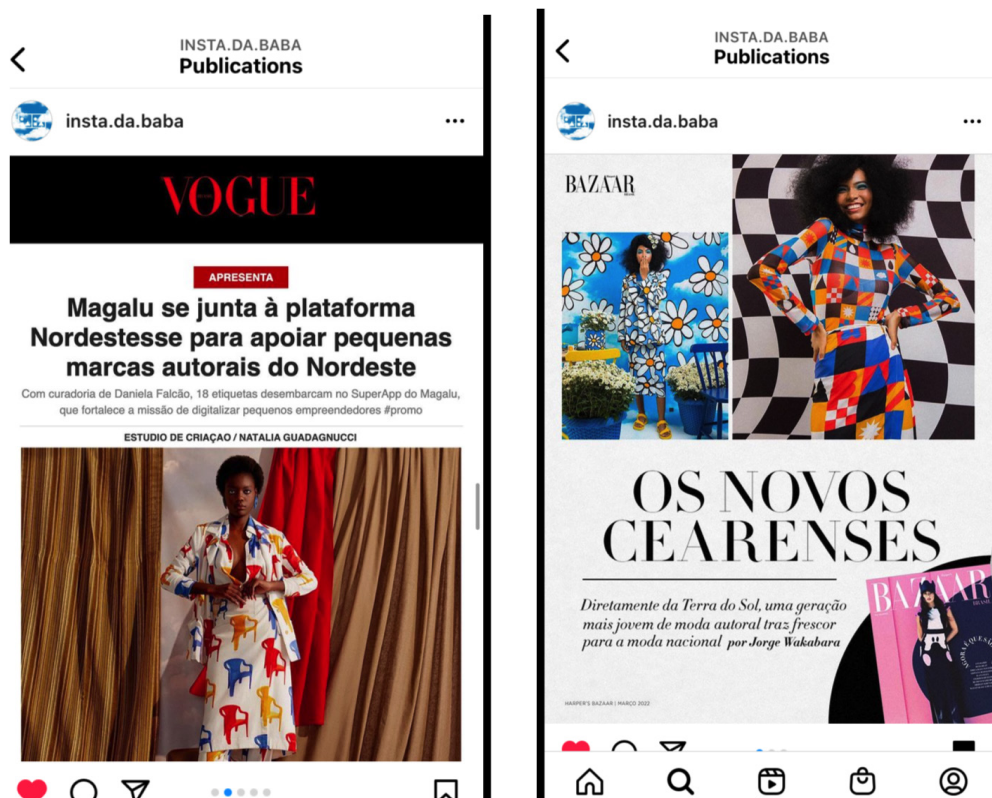 INSTA.DA.BABA
Publications
insta.da.baba
VOGUE
APRESENTA
Magalu se junta à plataforma
Nordestesse para apoiar pequenas
marcas autorais do Nordeste
Com curadoria de Daniela Falcão, 18 etiquetas desembarcam no SuperApp do Magalu,
que fortalece a missão de digitalizar pequenos empreendedores #promo
ESTUDIO DE CRIAÇAO / NATALIA GUADAGNUCCI
INSTA.DA.BABA
Publications
insta.da.baba
BAZAAR
OS NOVOS
CEARENSES
Diretamente da Terra do Sol, uma geração
mais jovem de moda autoral traz frescor
para a moda nacional por Jorge Wakabara
BAZAAR
BRASIL
HARPER'S BAZAAR | MARÇO 2022